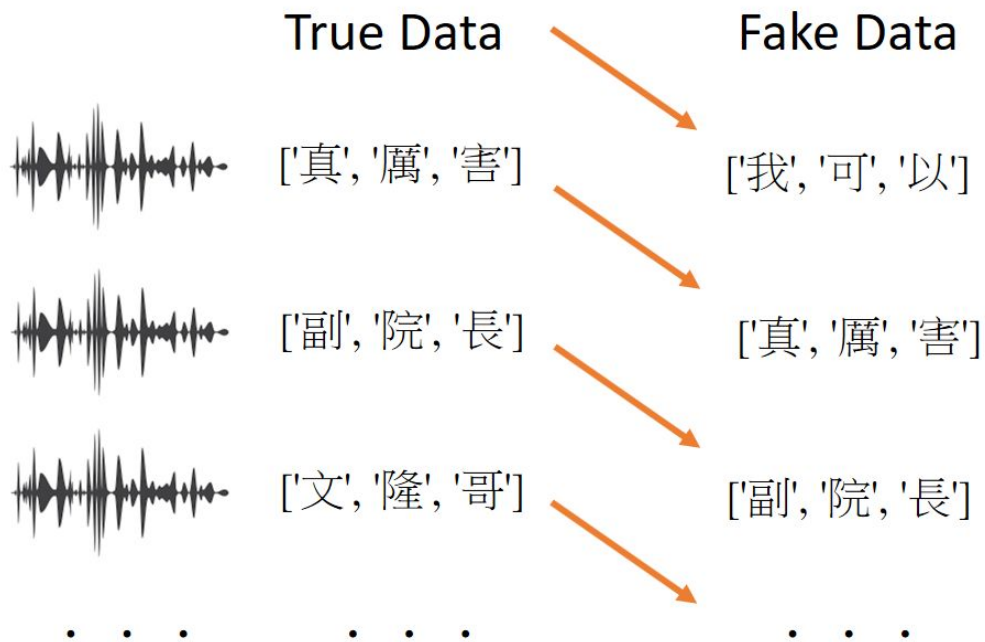 True Data Fake Data
['真', '厲', '害'] ['我', '可', '以']
['副', '院', '長'] ['真', '厲', '害']
['文', '隆', '哥'] ['副', '院', '長']
. . . . . . . . .